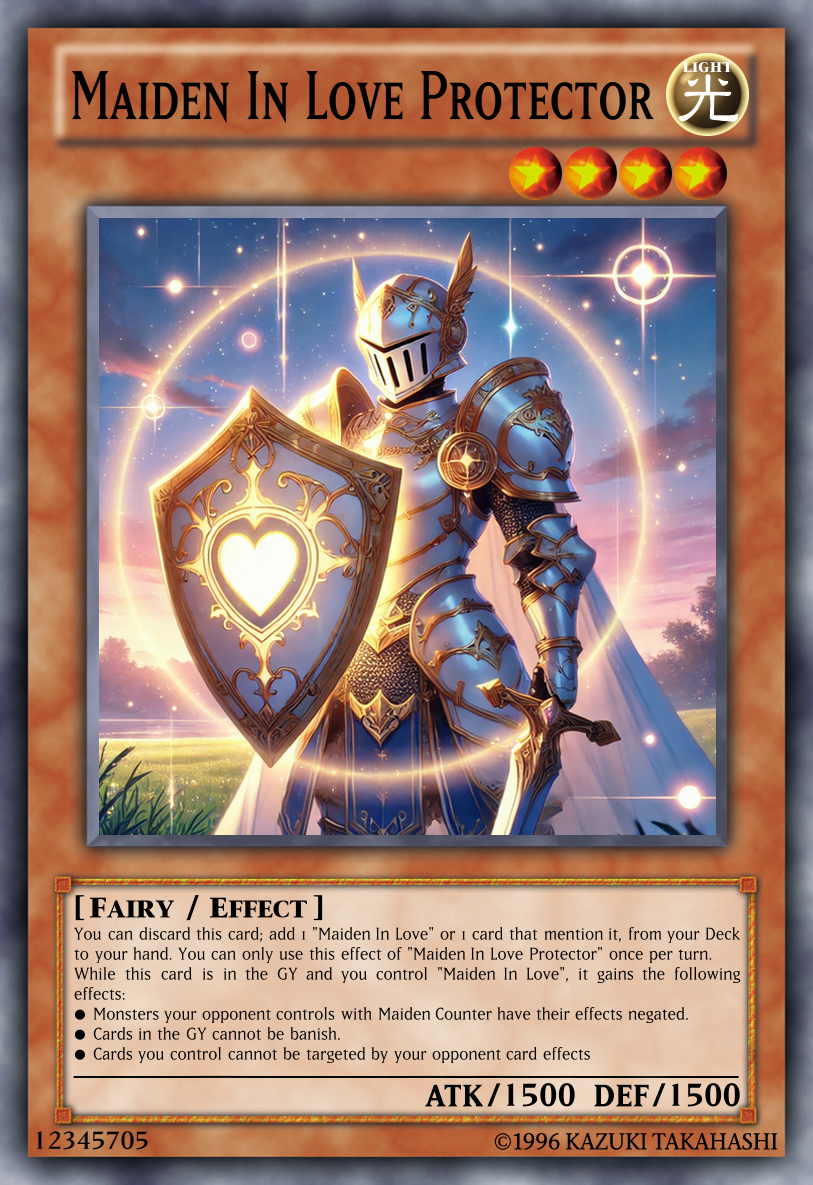 Maiden In Love Protector
LIGHT
光
[ Fairy / Effect ]
You can discard this card; add 1 "Maiden In Love" or 1 card that mention it, from your Deck
to your hand. You can only use this effect of "Maiden In Love Protector" once per turn.
While this card is in the GY and you control "Maiden In Love", it gains the following
effects:
● Monsters your opponent controls with Maiden Counter have their effects negated.
● Cards in the GY cannot be banish.
● Cards you control cannot be targeted by your opponent card effects
ATK/1500 DEF/1500
12345705
©1996 KAZUKI TAKAHASHI